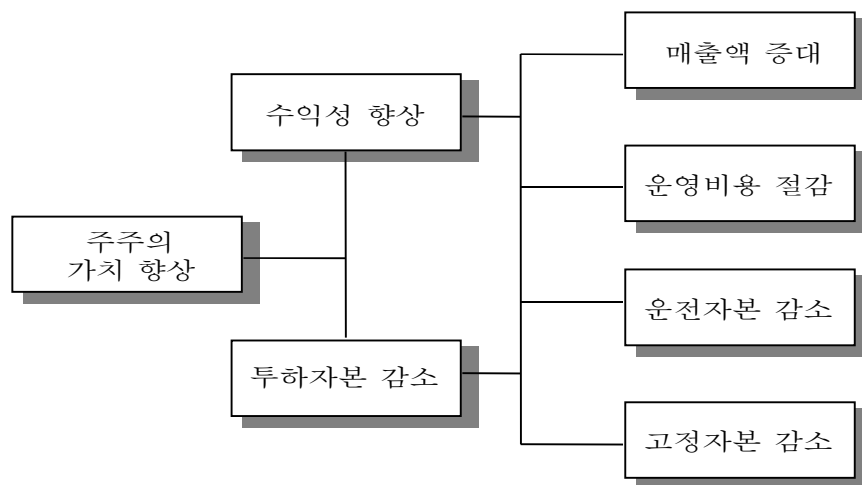 매출액 증대
수익성 향상
운영비용 절감
주주의
가치 향상
운전자본 감소
투하자본 감소
고정자본 감소